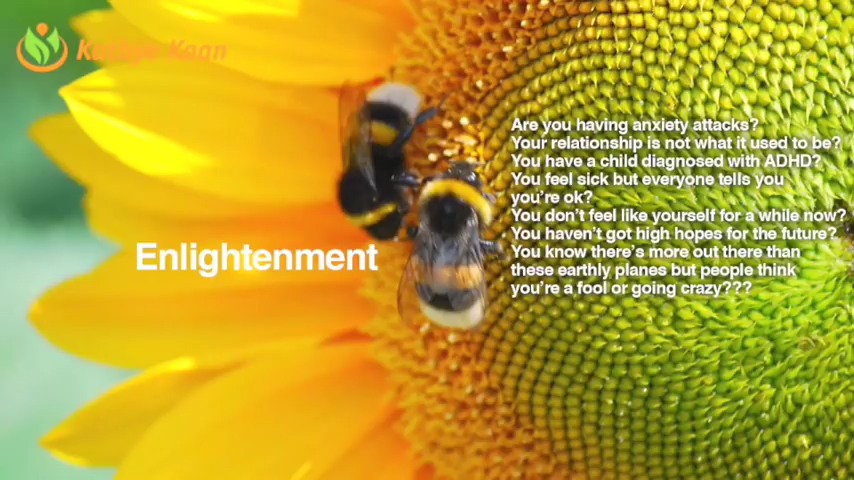 Enlightenment
Are you having anxiety attacks?
Your relationship is not what it used to be?
You have a child diagnosed with ADHD?
You feel sick but everyone tells you
you're ok?
You don't feel like yourself for a while now?
You haven't got high hopes for the future?
You know there's more out there than
these earthly planes but people think
you're a fool or going crazy???